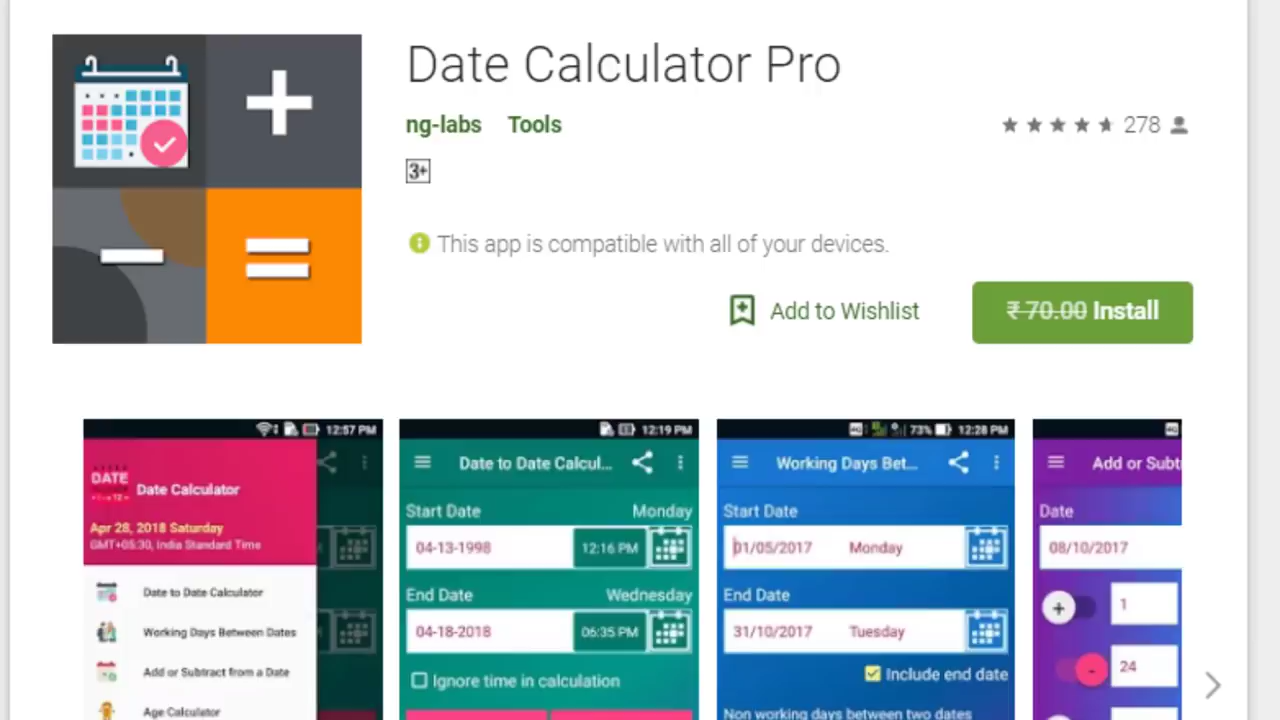 Date Calculator Pro
ng-labs Tools
278
3+
This app is compatible with all of your devices.
Add to Wishlist
₹ 70.00 Install
12:57 PM
DATE
Date Calculator
Apr 28, 2018 Saturday
GMT+05:30, India Standard Time
Date to Date Calculator
Working Days Between Dates
Add or Subtract from a Date
Age Calculator
12:19 PM
Date to Date Calcul...
Start Date Monday
04-13-1998 12:16 PM
End Date Wednesday
04-18-2018 06:35 PM
Ignore time in calculation
73% 12:28 PM
Working Days Bet...
Start Date
01/05/2017 Monday
End Date
31/10/2017 Tuesday
Include end date
Non working days between two dates
Add or Subt
Date
08/10/2017
1
24